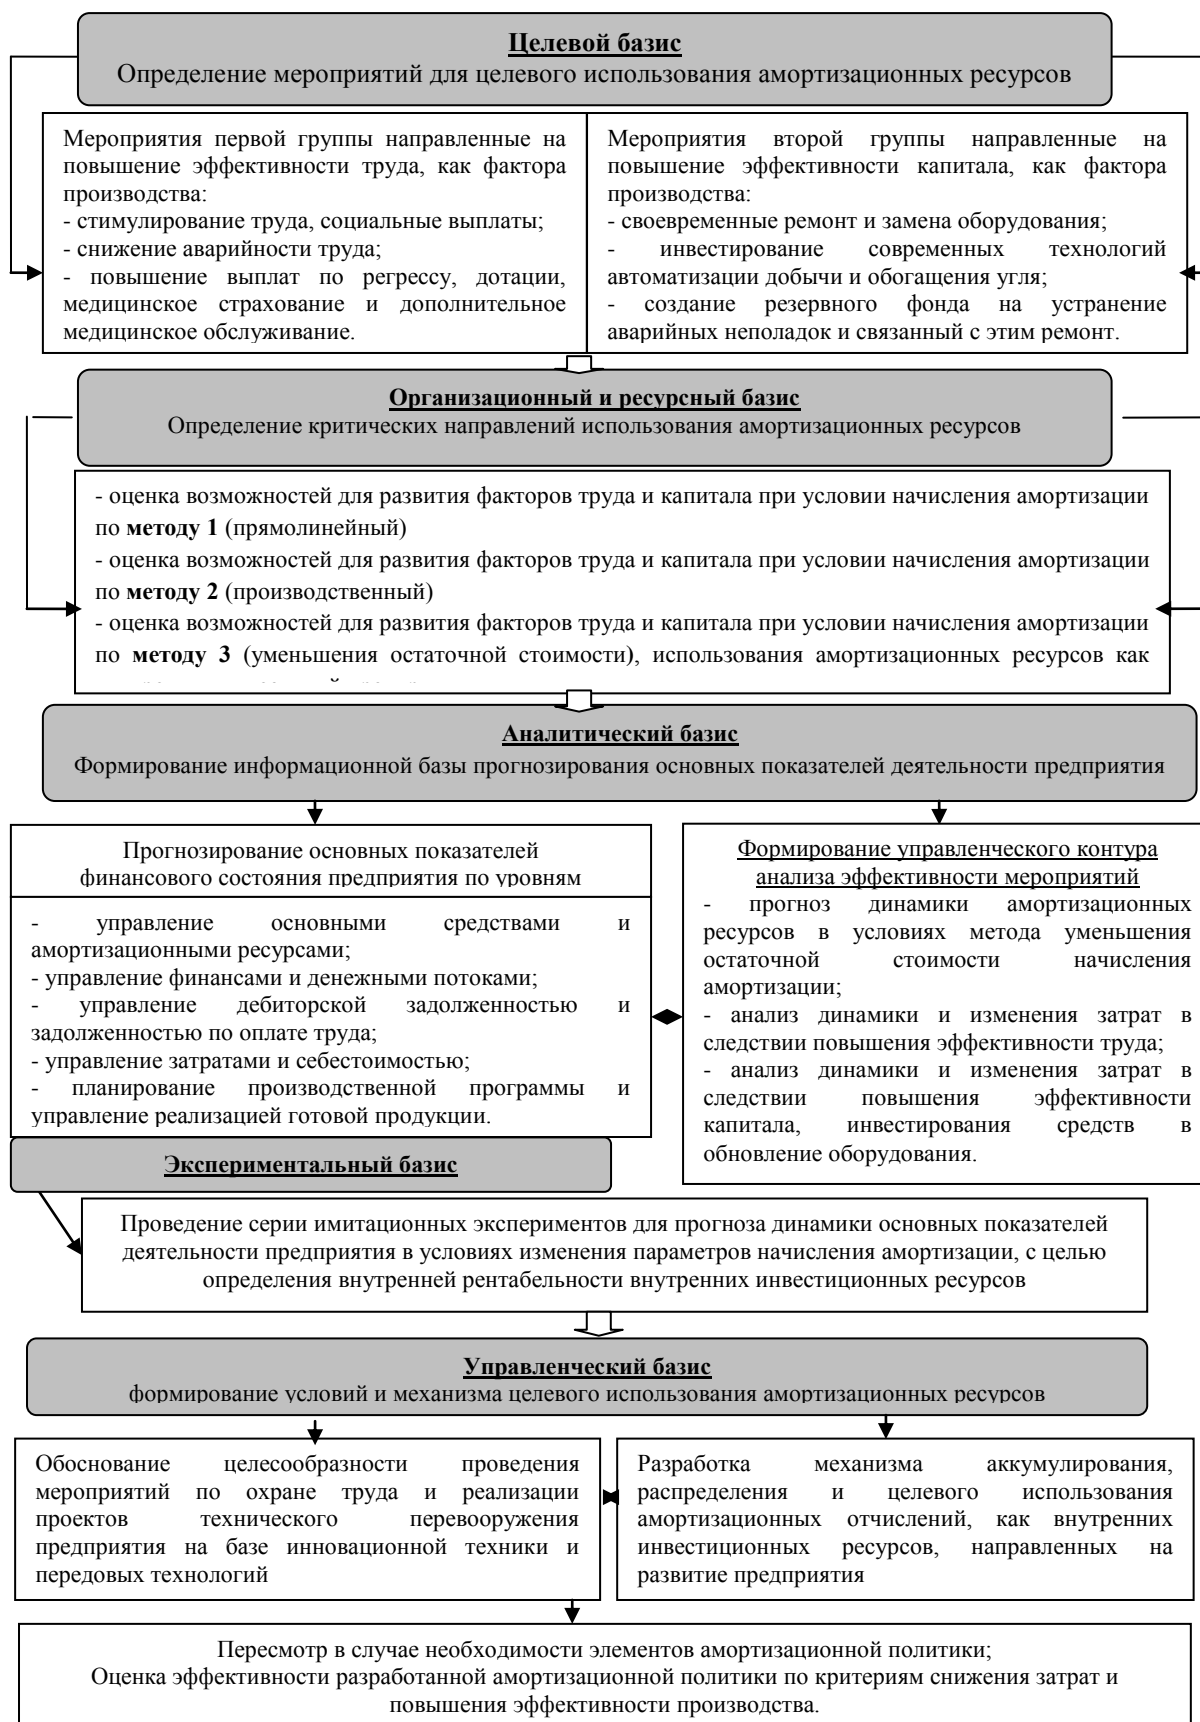 Целевой базис
Определение мероприятий для целевого использования амортизационных ресурсов
Мероприятия первой группы направленные на
повышение эффективности труда, как фактора
производства:
- стимулирование труда, социальные выплаты;
- снижение аварийности труда;
- повышение выплат по регрессу, дотации,
медицинское страхование и дополнительное
медицинское обслуживание.
Мероприятия второй группы направленные на
повышение эффективности капитала, как фактора
производства:
- своевременные ремонт и замена оборудования;
- инвестирование современных технологий
автоматизации добычи и обогащения угля;
- создание резервного фонда на устранение
аварийных неполадок и связанный с этим ремонт.
Организационный и ресурсный базис
Определение критических направлений использования амортизационных ресурсов
- оценка возможностей для развития факторов труда и капитала при условии начисления амортизации
по методу 1 (прямолинейный)
- оценка возможностей для развития факторов труда и капитала при условии начисления амортизации
по методу 2 (производственный)
- оценка возможностей для развития факторов труда и капитала при условии начисления амортизации
по методу 3 (уменьшения остаточной стоимости), использования амортизационных ресурсов как
Аналитический базис
Формирование информационной базы прогнозирования основных показателей деятельности предприятия
Прогнозирование основных показателей
финансового состояния предприятия по уровням
- управление основными средствами и
амортизационными ресурсами;
- управление финансами и денежными потоками;
- управление дебиторской задолженностью и
задолженностью по оплате труда;
- управление затратами и себестоимостью;
- планирование производственной программы и
управление реализацией готовой продукции.
Формирование управленческого контура
анализа эффективности мероприятий
- прогноз динамики амортизационных
ресурсов в условиях метода уменьшения
остаточной стоимости начисления
амортизации;
- анализ динамики и изменения затрат в
следствии повышения эффективности труда;
- анализ динамики и изменения затрат в
следствии повышения эффективности
капитала, инвестирования средств в
обновление оборудования.
Экспериментальный базис
Проведение серии имитационных экспериментов для прогноза динамики основных показателей
деятельности предприятия в условиях изменения параметров начисления амортизации, с целью
определения внутренней рентабельности внутренних инвестиционных ресурсов
Управленческий базис
формирование условий и механизма целевого использования амортизационных ресурсов
Обоснование целесообразности проведения
мероприятий по охране труда и реализации
проектов технического перевооружения
предприятия на базе инновационной техники и
передовых технологий
Разработка механизма аккумулирования,
распределения и целевого использования
амортизационных отчислений, как внутренних
инвестиционных ресурсов, направленных на
развитие предприятия
Пересмотр в случае необходимости элементов амортизационной политики;
Оценка эффективности разработанной амортизационной политики по критериям снижения затрат и
повышения эффективности производства.